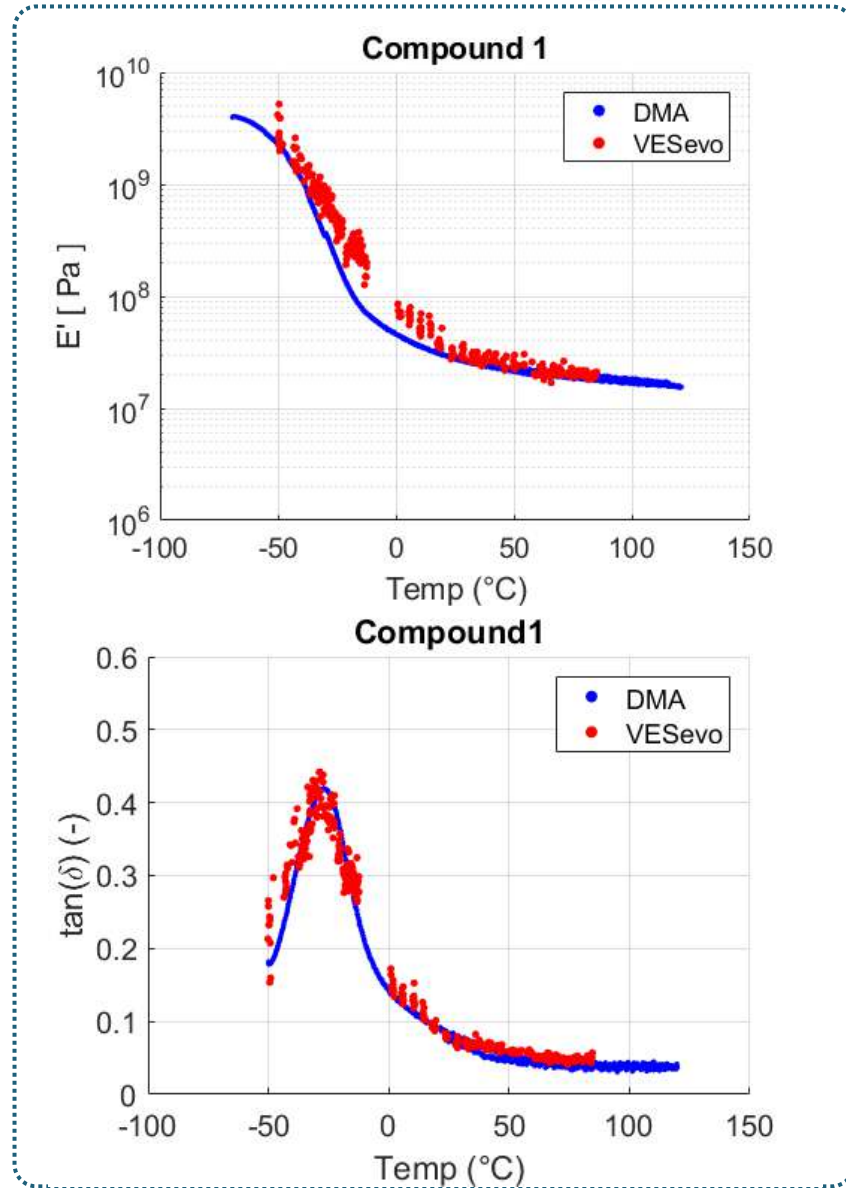 Compound 1
10^10
DMA
VESevo
10^9
E' [ Pa ]
10^8
10^7
10^6
-100 -50 0 50 100 150
Temp (°C)
Compound1
0.6
DMA
0.5
VESevo
0.4
tan(δ) (-)
0.3
0.2
0.1
0
-100 -50 0 50 100 150
Temp (°C)